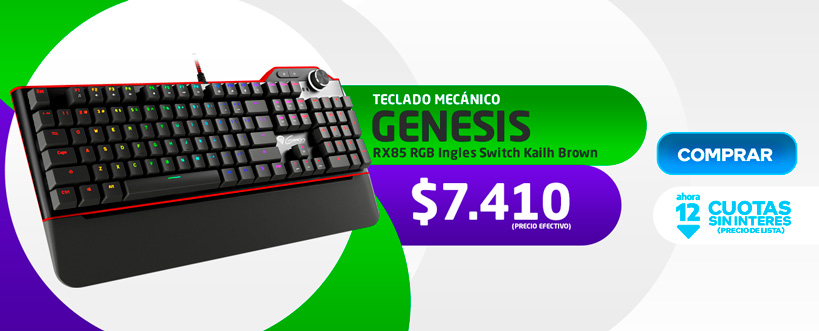 TECLADO MECÁNICO
GENESIS
RX85 RGB Ingles Switch Kailh Brown
$7.410
(PRECIO EFECTIVO)
COMPRAR
ahora
12 CUOTAS
SIN INTERES
(PRECIO DE LISTA)